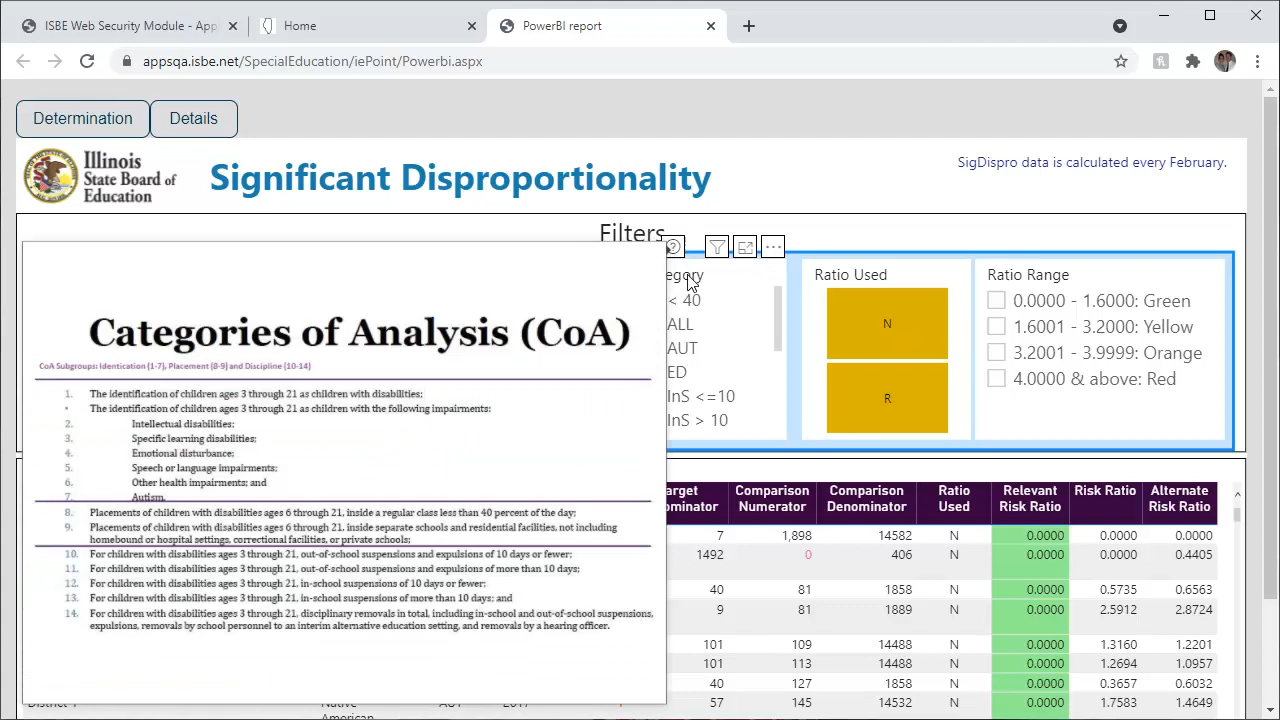 ISBE Web Security Module - App
Home
PowerBI report
appsqa.isbe.net/SpecialEducation/iePoint/Powerbi.aspx
Determination
Details
Illinois
State Board of
Education
Significant Disproportionality
SigDispro data is calculated every February.
Filters
egory
< 40
ALL
AUT
ED
InS <=10
InS > 10
Ratio Used
N
R
Ratio Range
0.0000 - 1.6000: Green
1.6001 - 3.2000: Yellow
3.2001 - 3.9999: Orange
4.0000 & above: Red
Categories of Analysis (CoA)
CoA Subgroups: Identication (1-7), Placement (8-9) and Discipline (10-14)
1. The identification of children ages 3 through 21 as children with disabilities;
• The identification of children ages 3 through 21 as children with the following impairments:
2. Intellectual disabilities;
3. Specific learning disabilities;
4. Emotional disturbance;
5. Speech or language impairments;
6. Other health impairments; and
7. Autism.
8. Placements of children with disabilities ages 6 through 21, inside a regular class less than 40 percent of the day;
9. Placements of children with disabilities ages 6 through 21, inside separate schools and residential facilities, not including
homebound or hospital settings, correctional facilities, or private schools;
10. For children with disabilities ages 3 through 21, out-of-school suspensions and expulsions of 10 days or fewer;
11. For children with disabilities ages 3 through 21, out-of-school suspensions and expulsions of more than 10 days;
12. For children with disabilities ages 3 through 21, in-school suspensions of 10 days or fewer;
13. For children with disabilities ages 3 through 21, in-school suspensions of more than 10 days; and
14. For children with disabilities ages 3 through 21, disciplinary removals in total, including in-school and out-of-school suspensions,
expulsions, removals by school personnel to an interim alternative education setting, and removals by a hearing officer.
arget Comparison Comparison Ratio Relevant Risk Ratio Alternate
ominator Numerator Denominator Used Risk Ratio Risk Ratio
7 1,898 14582 N 0.0000 0.0000 0.0000
1492 0 406 N 0.0000 0.0000 0.4405
40 81 1858 N 0.0000 0.5735 0.6563
9 81 1889 N 0.0000 2.5912 2.8724
101 109 14488 N 0.0000 1.3160 1.2201
101 113 14488 N 0.0000 1.2694 1.0957
40 127 1858 N 0.0000 0.3657 0.6032
57 145 14532 N 0.0000 1.7583 1.4649
American